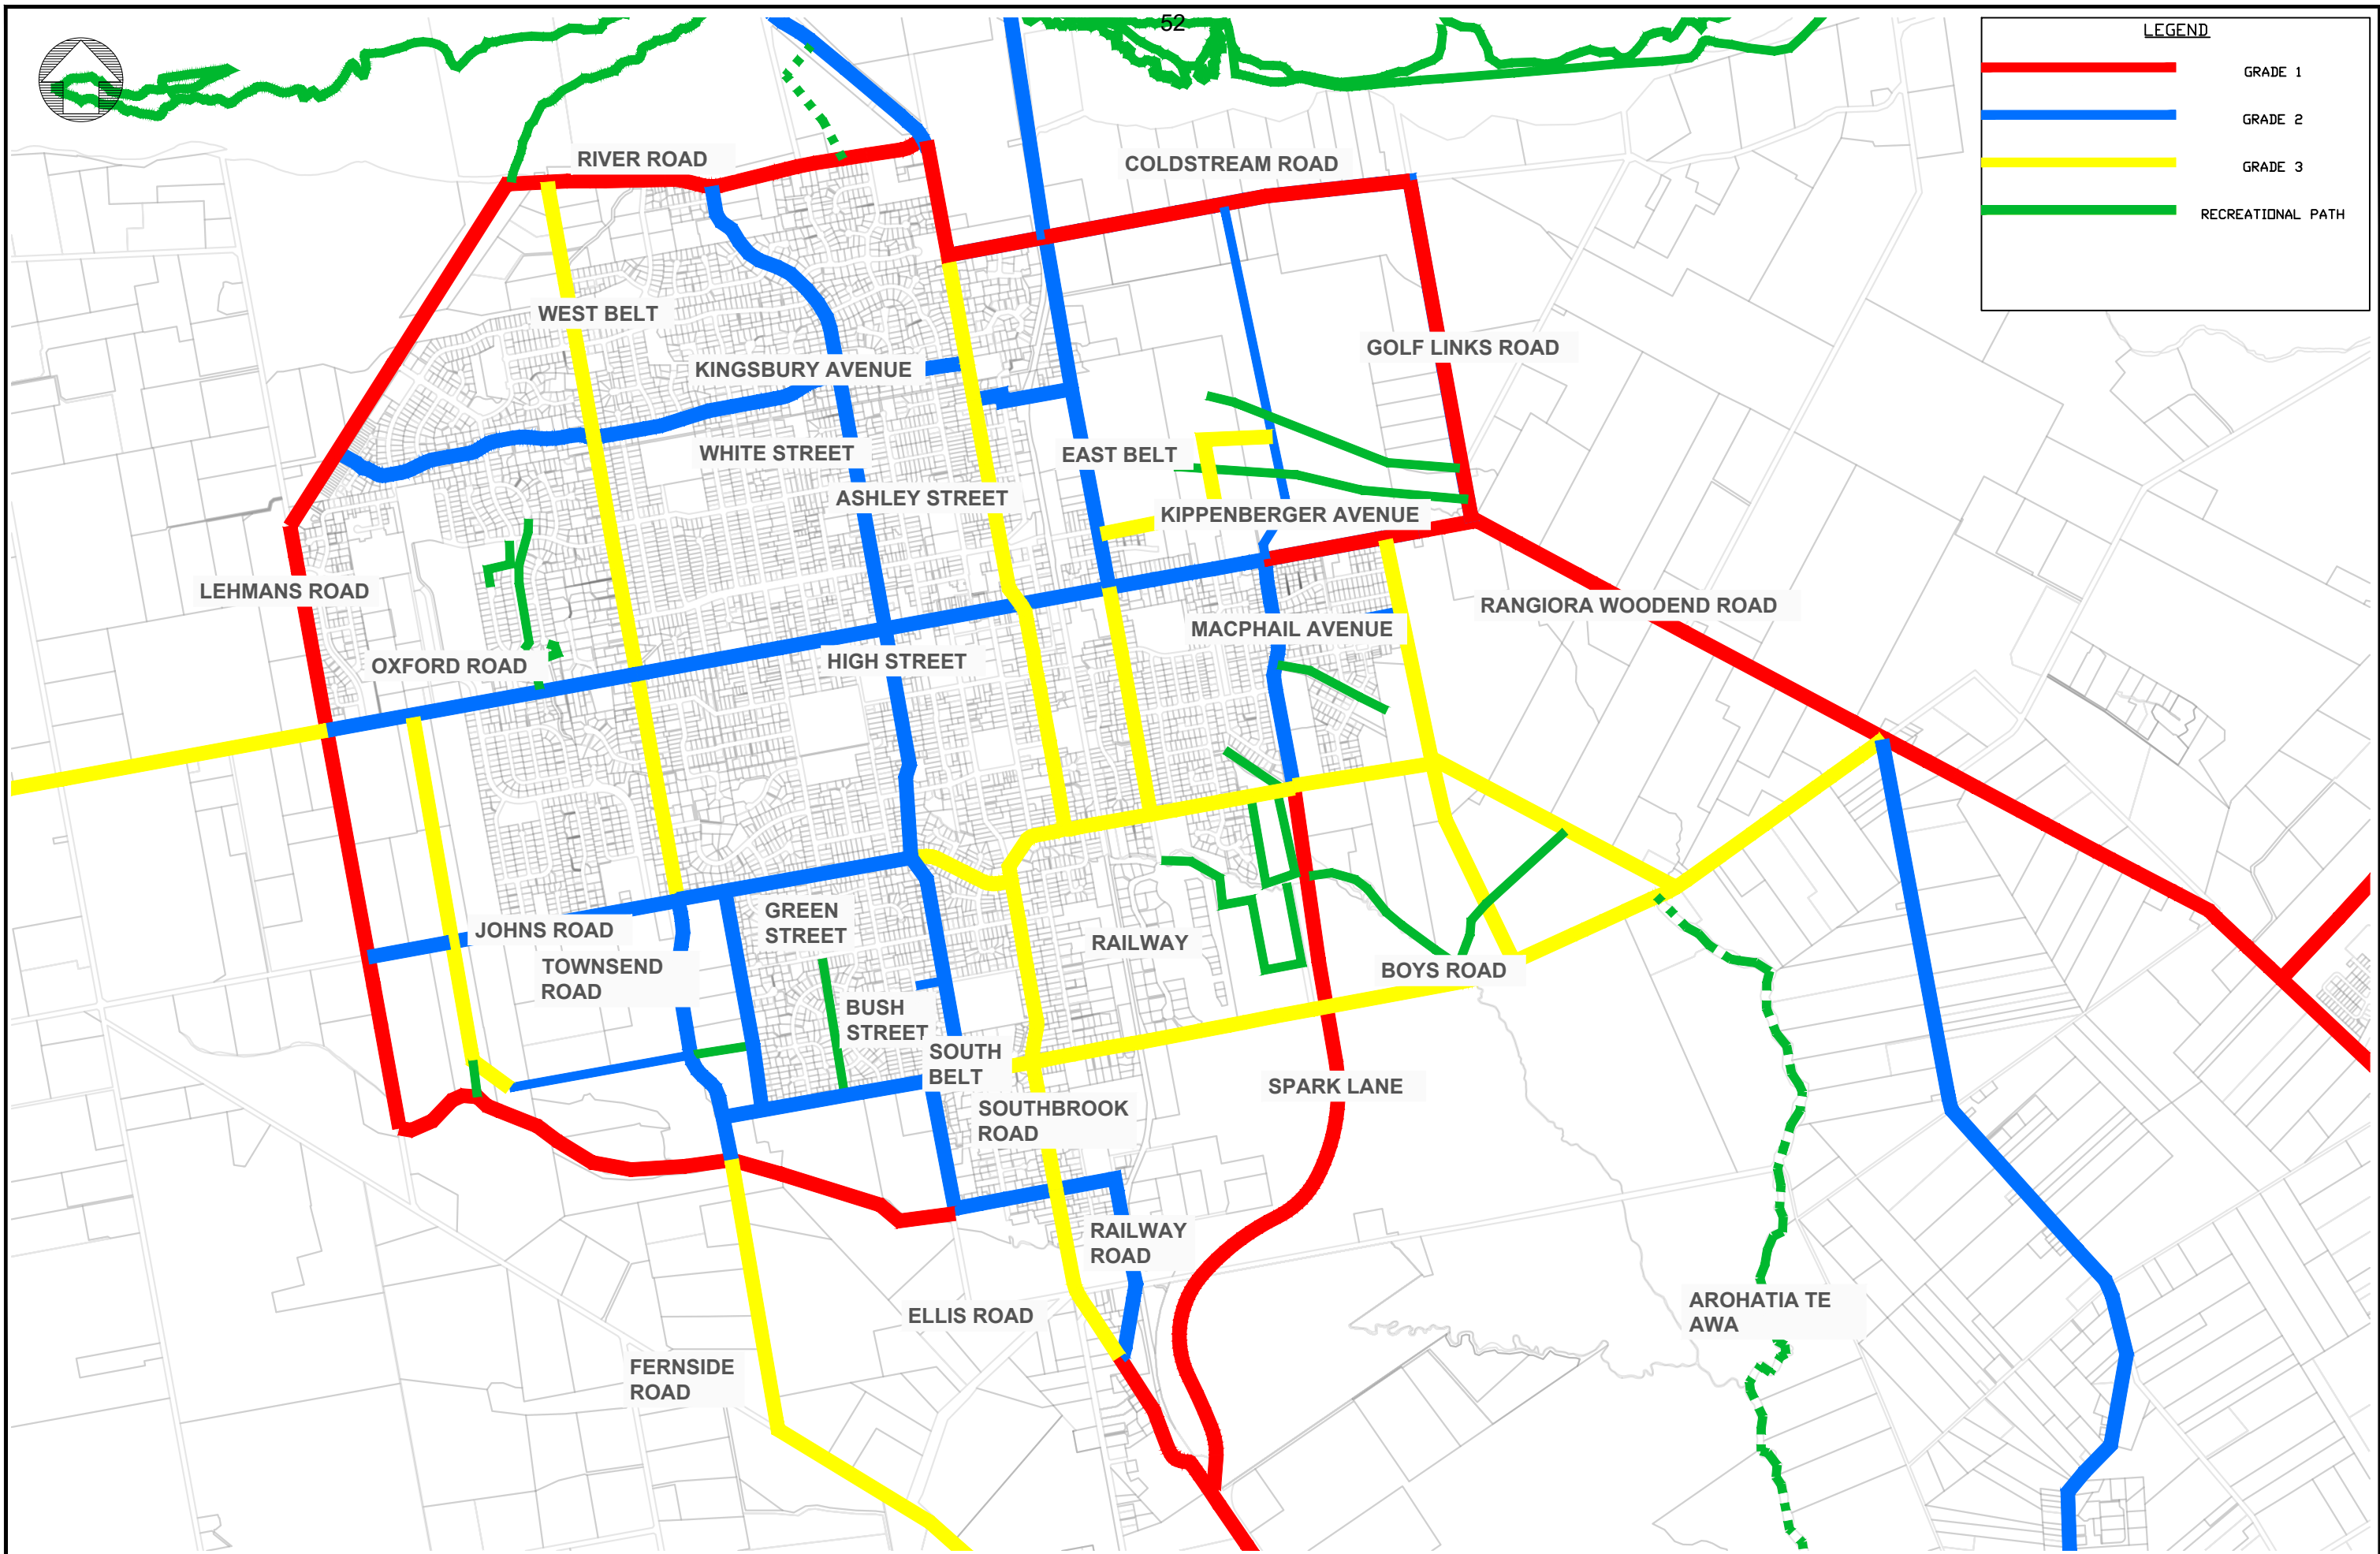 52
LEGEND
GRADE 1
GRADE 2
GRADE 3
RECREATIONAL PATH
RIVER ROAD
COLDSTREAM ROAD
WEST BELT
GOLF LINKS ROAD
KINGSBURY AVENUE
WHITE STREET
EAST BELT
ASHLEY STREET
KIPPENBERGER AVENUE
LEHMANS ROAD
RANGIORA WOODEND ROAD
MACPHAIL AVENUE
OXFORD ROAD
HIGH STREET
GREEN
STREET
JOHNS ROAD
RAILWAY
TOWNSEND
ROAD
BOYS ROAD
BUSH
STREET
SOUTH
BELT
SPARK LANE
SOUTHBROOK
ROAD
RAILWAY
ROAD
ELLIS ROAD
AROHATIA TE
AWA
FERNSIDE
ROAD